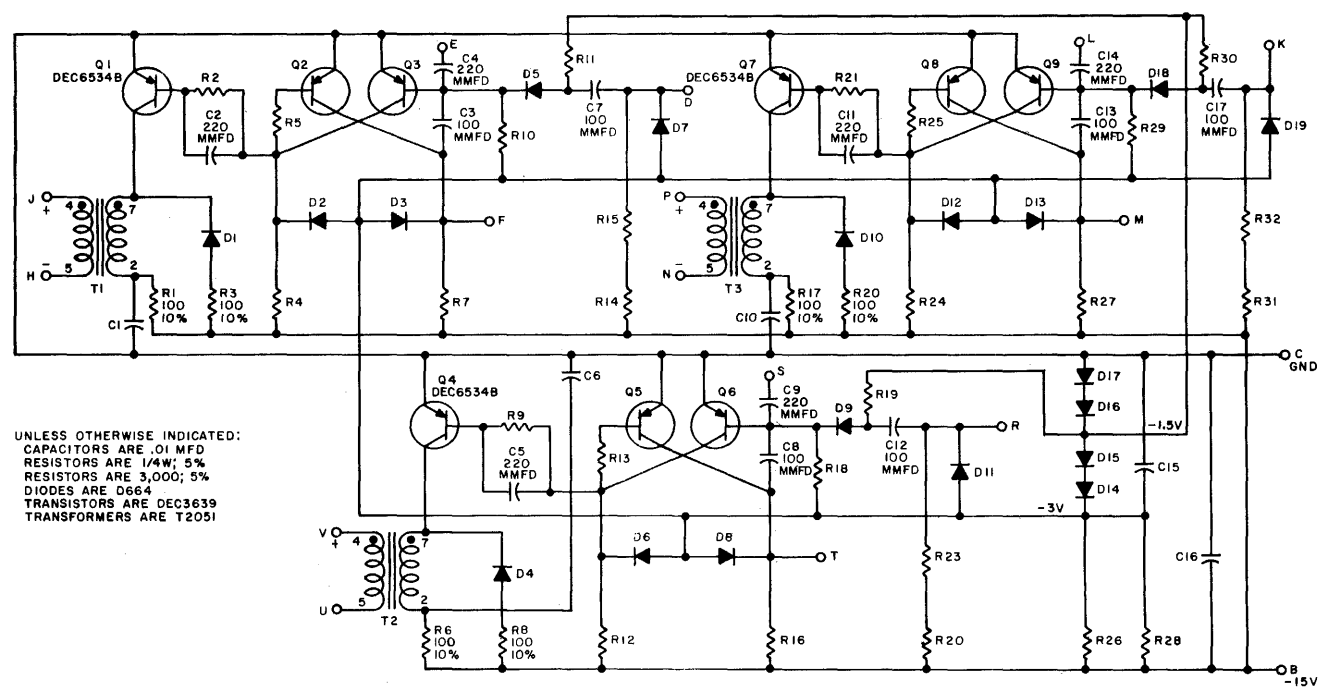 Q1
DEC6534B
R2
C2
220
MMFD
Q2
Q3
R5
E
C4
220
MMFD
C3
100
MMFD
D5
R10
R11
C7
100
MMFD
D
D7
Q7
DEC6534B
R21
C11
220
MMFD
Q8
Q9
R25
L
C14
220
MMFD
C13
100
MMFD
D18
R29
R30
C17
100
MMFD
K
D19
J
+
4
7
H
-
5
2
T1
D1
C1
R1
100
10%
R3
100
10%
D2
D3
F
R4
R7
R15
R14
P
+
4
7
N
-
5
2
T3
D10
C10
R17
100
10%
R20
100
10%
D12
D13
M
R24
R27
R32
R31
C
GND
Q4
DEC6534B
R9
C5
220
MMFD
C6
Q5
Q6
R13
S
C9
220
MMFD
C8
100
MMFD
D9
R18
R19
C12
100
MMFD
R
D11
D17
D16
-1.5V
D15
D14
-3V
C15
C16
UNLESS OTHERWISE INDICATED:
CAPACITORS ARE .01 MFD
RESISTORS ARE 1/4W; 5%
RESISTORS ARE 3,000; 5%
DIODES ARE D664
TRANSISTORS ARE DEC3639
TRANSFORMERS ARE T2051
V
+
4
7
U
5
2
T2
D4
R6
100
10%
R8
100
10%
D6
D8
T
R12
R16
R23
R20
R26
R28
B
-15V